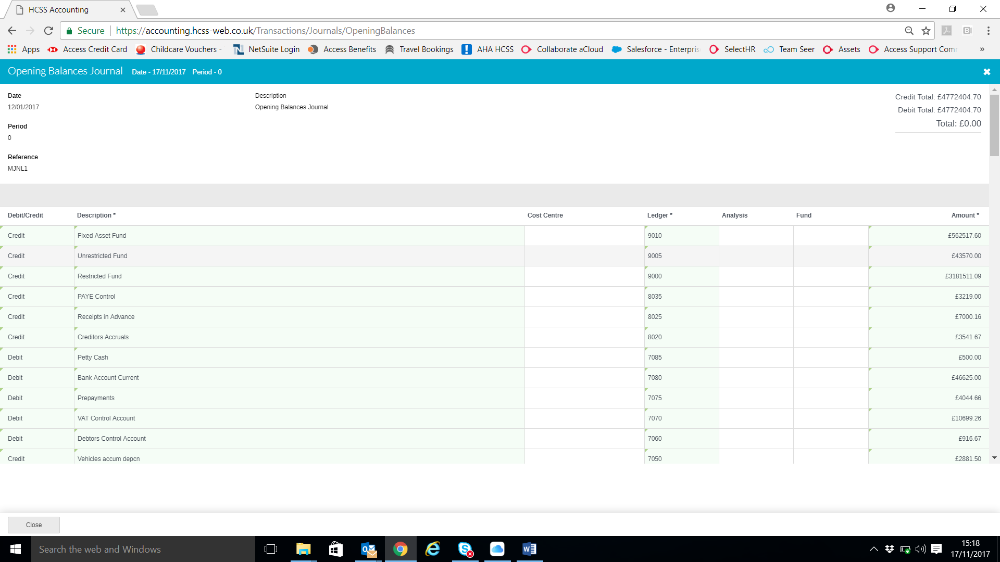 HCSS Accounting
Secure https://accounting.hcss-web.co.uk/Transactions/Journals/OpeningBalances
Apps Access Credit Card Childcare Vouchers - NetSuite Login Access Benefits Travel Bookings AHA HCSS Collaborate aCloud Salesforce - Enterpris SelectHR Team Seer Assets Access Support Com »
Opening Balances Journal Date - 17/11/2017 Period - 0
Date Description Credit Total: £4772404.70
12/01/2017 Opening Balances Journal Debit Total: £4772404.70
Period Total: £0.00
0
Reference
MJNL1
Debit/Credit Description * Cost Centre Ledger * Analysis Fund Amount *
Credit Fixed Asset Fund 9010 £562517.60
Credit Unrestricted Fund 9005 £43570.00
Credit Restricted Fund 9000 £3181511.09
Credit PAYE Control 8035 £3219.00
Credit Receipts in Advance 8025 £7000.16
Credit Creditors Accruals 8020 £3541.67
Debit Petty Cash 7085 £500.00
Debit Bank Account Current 7080 £46625.00
Debit Prepayments 7075 £4044.66
Debit VAT Control Account 7070 £10699.26
Debit Debtors Control Account 7060 £916.67
Credit Vehicles accum depcn 7050 £2881.50
Close
Search the web and Windows
15:18
17/11/2017